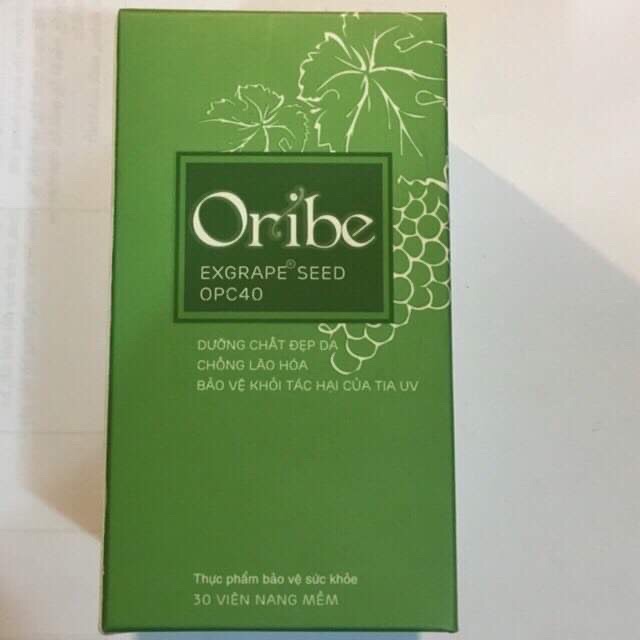 Oribe
EXGRAPE® SEED
OPC40
DƯỠNG CHẤT ĐẸP DA
CHỐNG LÃO HÓA
BẢO VỆ KHỎI TÁC HẠI CỦA TIA UV
Thực phẩm bảo vệ sức khỏe
30 VIÊN NANG MỀM